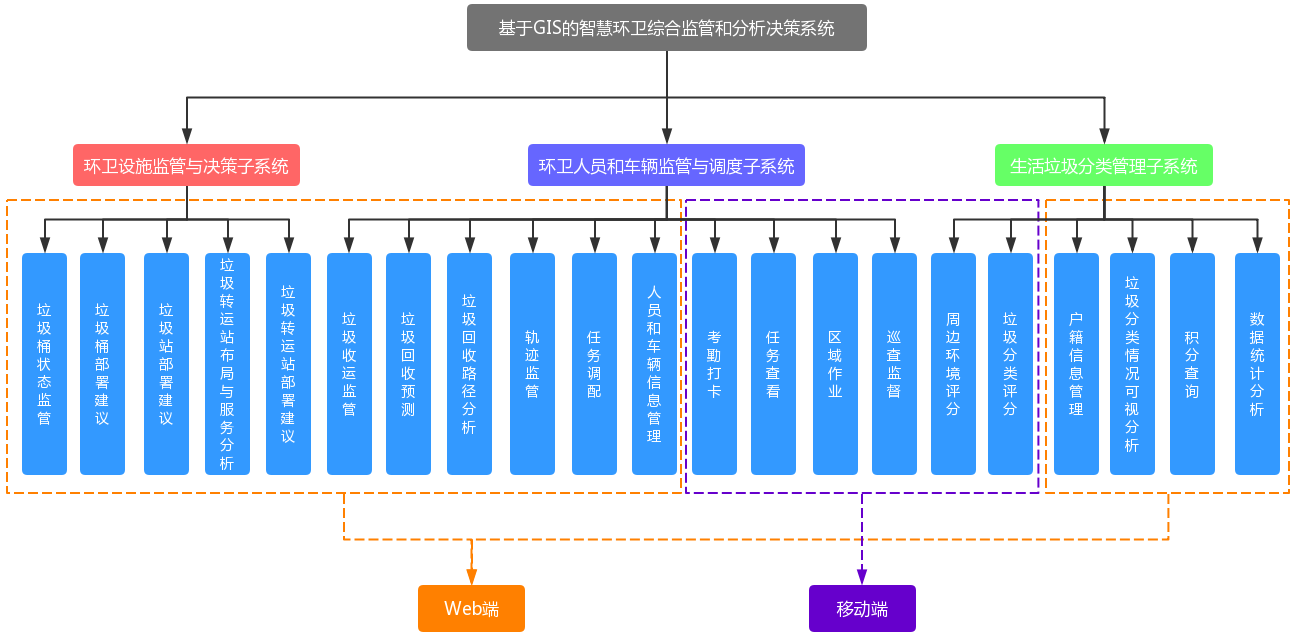 基于GIS的智慧环卫综合监管和分析决策系统
环卫设施监管与决策子系统
环卫人员和车辆监管与调度子系统
生活垃圾分类管理子系统
垃圾桶状态监管
垃圾桶部署建议
垃圾站部署建议
垃圾转运站布局与服务分析
垃圾转运站部署建议
垃圾收运监管
垃圾回收预测
垃圾回收路径分析
轨迹监管
任务调配
人员和车辆信息管理
考勤打卡
任务查看
区域作业
巡查监督
周边环境评分
垃圾分类评分
户籍信息管理
垃圾分类情况可视分析
积分查询
数据统计分析
Web端
移动端